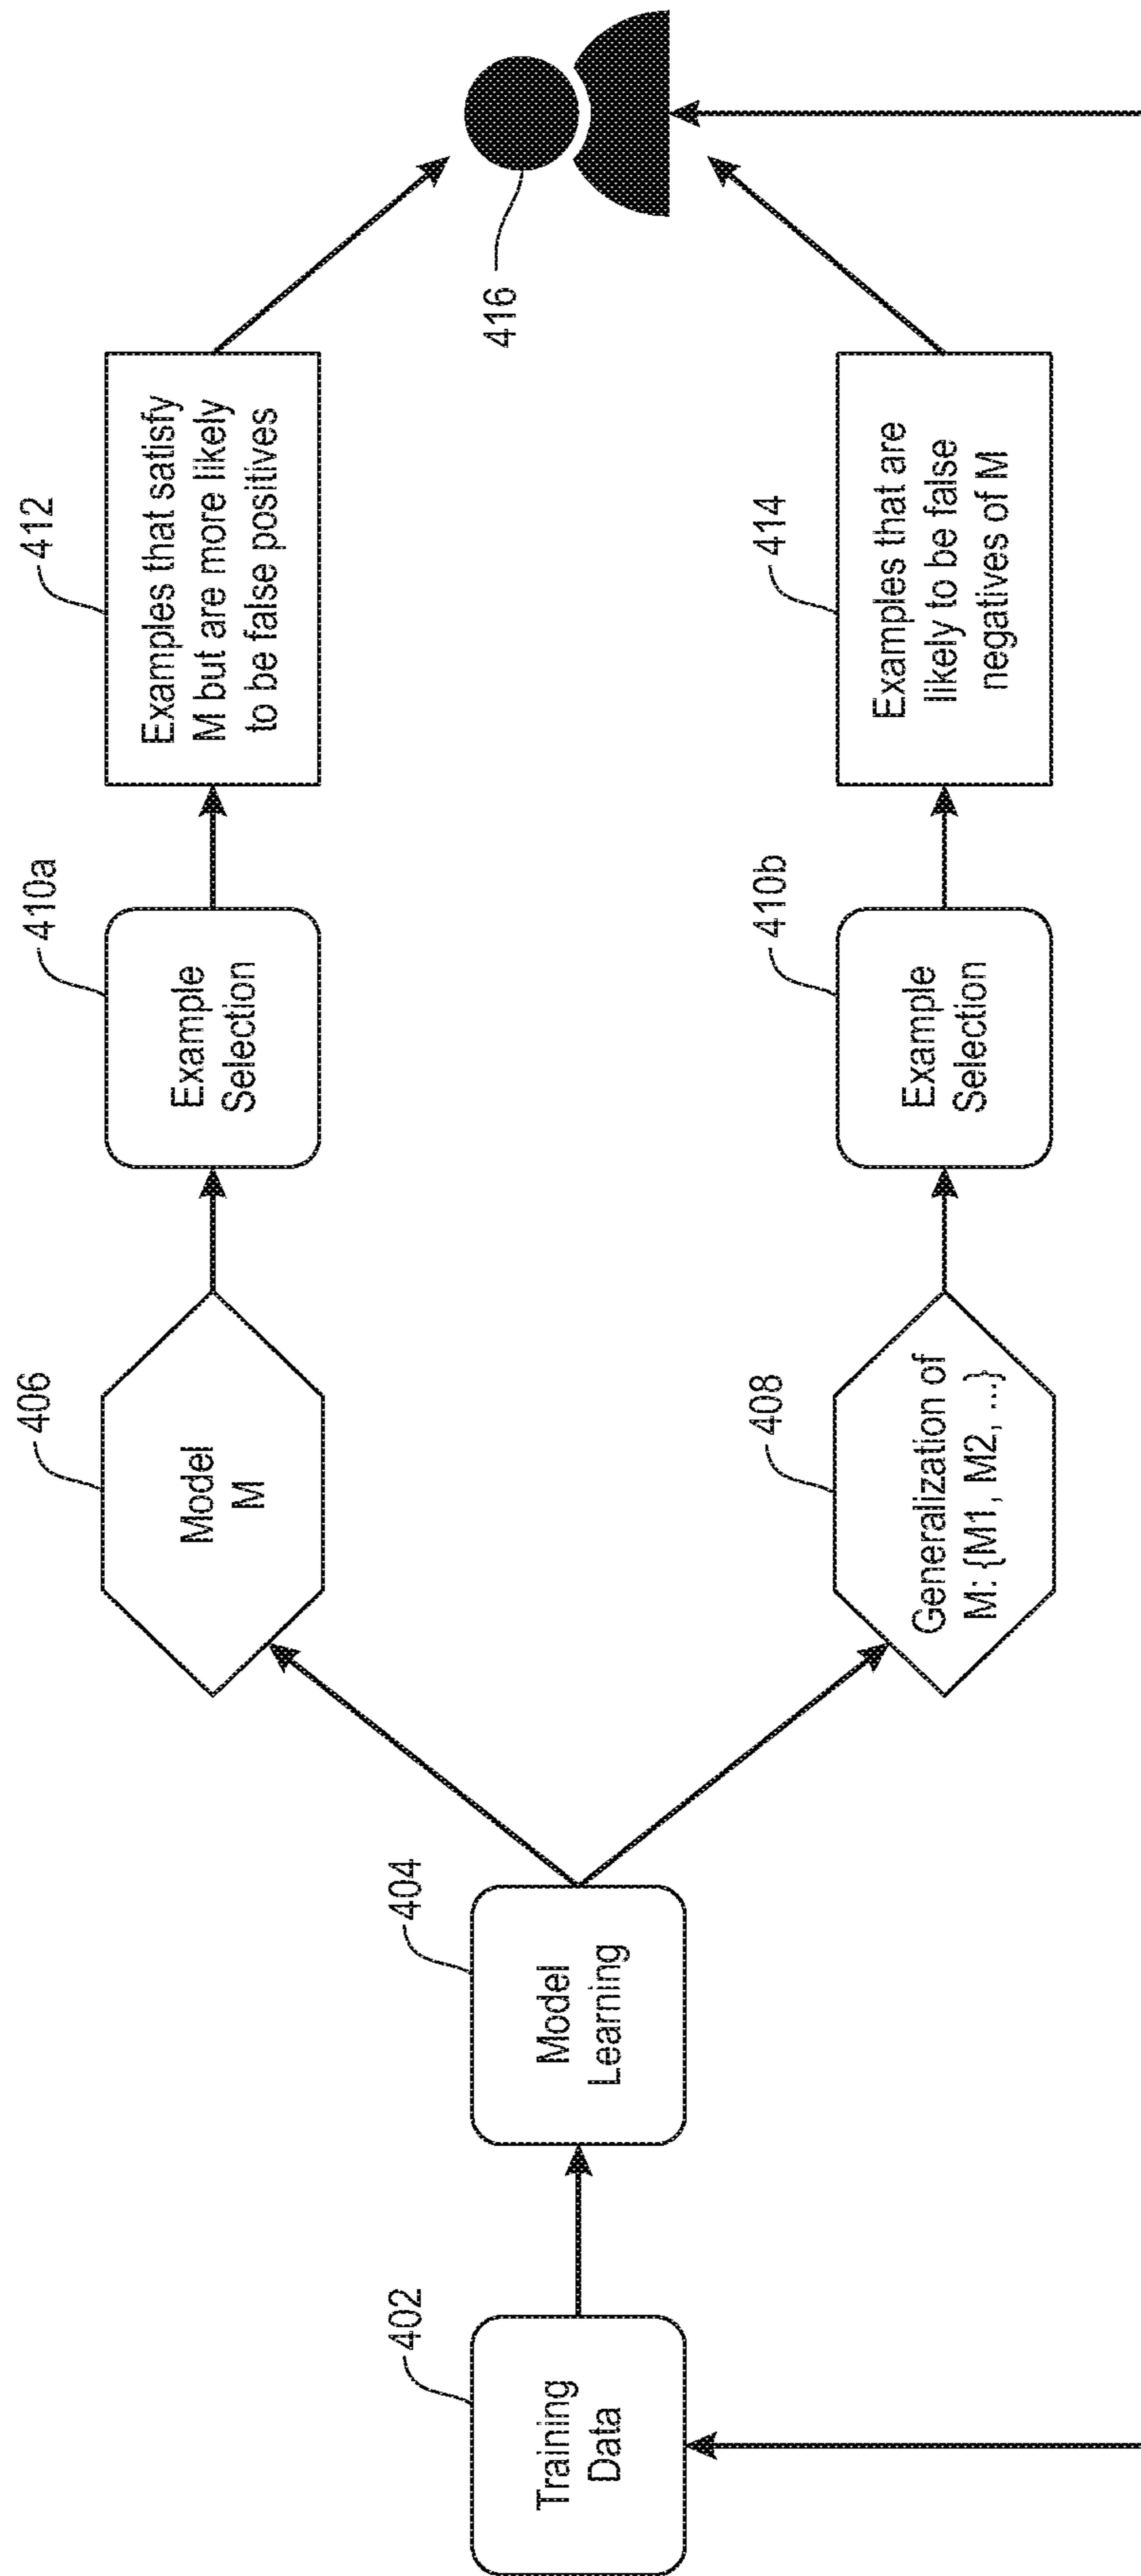 402
Training
Data
404
Model
Learning
406
Model
M
410a
Example
Selection
412
Examples that satisfy
M but are more likely
to be false positives
408
Generalization of
M: {M1, M2, ...}
410b
Example
Selection
414
Examples that are
likely to be false
negatives of M
416